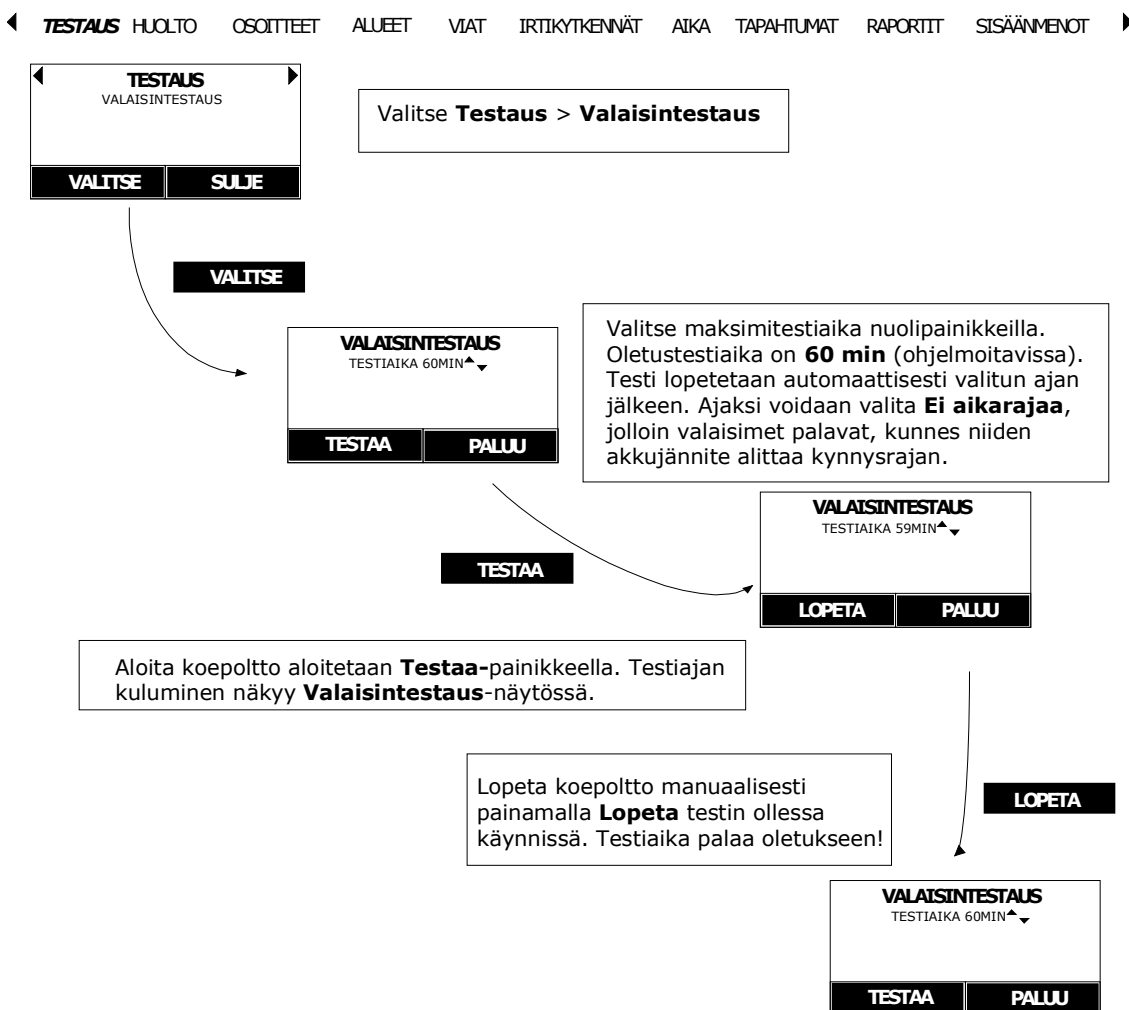 TESTAUS HUOLTO OSOITTEET ALUEET VIAT IRTIKYTKENNÄT AIKA TAPAHTUMAT RAPORTIT SISÄÄNMENOT
TESTAUS
VALAISINTESTAUS
VALITSE SULJE
Valitse Testaus > Valaisintestaus
VALITSE
VALAISINTESTAUS
TESTIAIKA 60MIN
TESTAA PALUU
Valitse maksimitestiaika nuolipainikkeilla.
Oletustestiaika on 60 min (ohjelmoitavissa).
Testi lopetetaan automaattisesti valitun ajan
jälkeen. Ajaksi voidaan valita Ei aikarajaa,
jolloin valaisimet palavat, kunnes niiden
akkujännite alittaa kynnysrajan.
TESTAA
VALAISINTESTAUS
TESTIAIKA 59MIN
LOPETA PALUU
Aloita koepoltto aloitetaan Testaa-painikkeella. Testiajan
kuluminen näkyy Valaisintestaus-näytössä.
Lopeta koepoltto manuaalisesti
painamalla Lopeta testin ollessa
käynnissä. Testiaika palaa oletukseen!
LOPETA
VALAISINTESTAUS
TESTIAIKA 60MIN
TESTAA PALUU